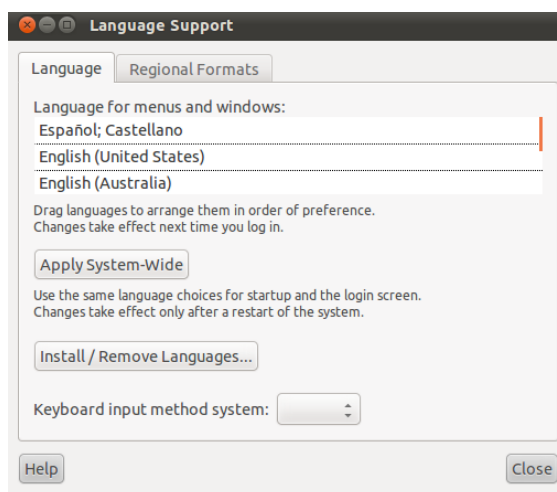 Language Support
Language Regional Formats
Language for menus and windows:
Español; Castellano
English (United States)
English (Australia)
Drag languages to arrange them in order of preference.
Changes take effect next time you log in.
Apply System-Wide
Use the same language choices for startup and the login screen.
Changes take effect only after a restart of the system.
Install / Remove Languages...
Keyboard input method system:
Help Close